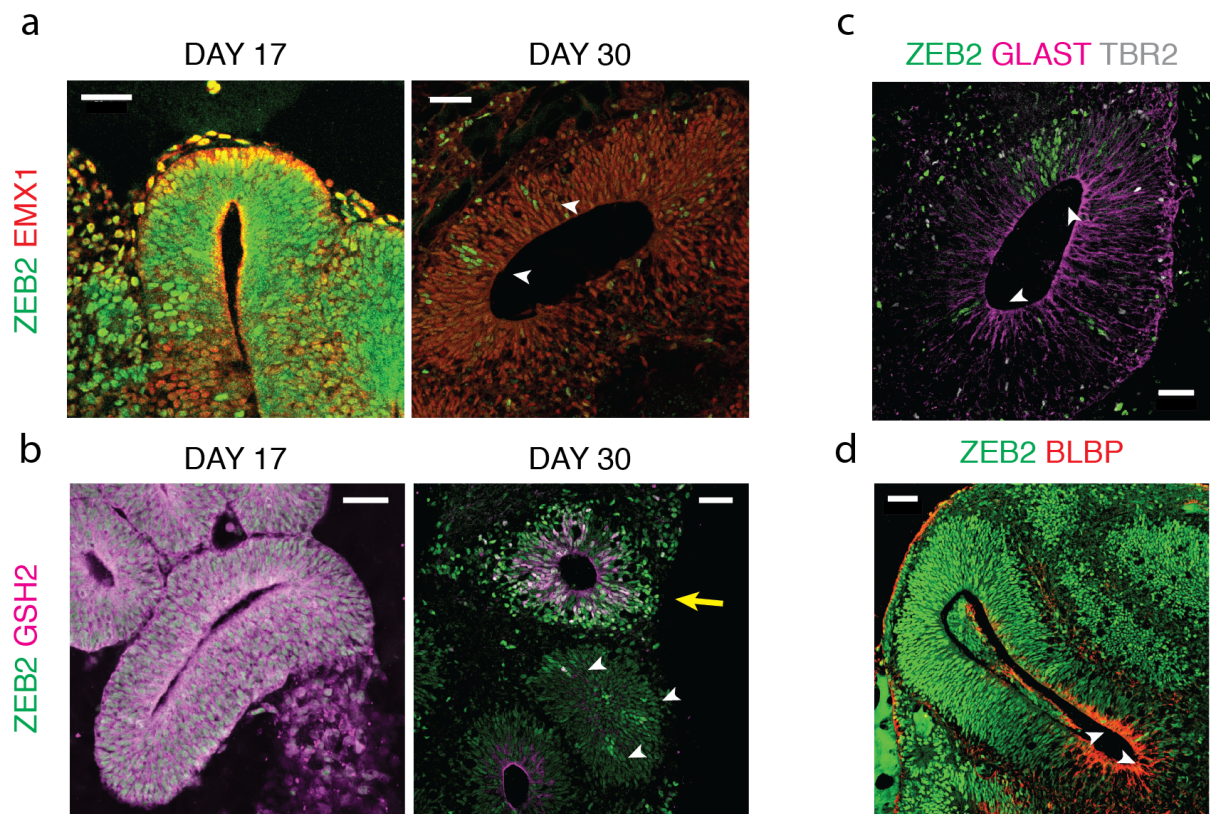 a
DAY 17
DAY 30
ZEB2 EMX1
b
DAY 17
DAY 30
ZEB2 GSH2
c
ZEB2 GLAST TBR2
d
ZEB2 BLBP